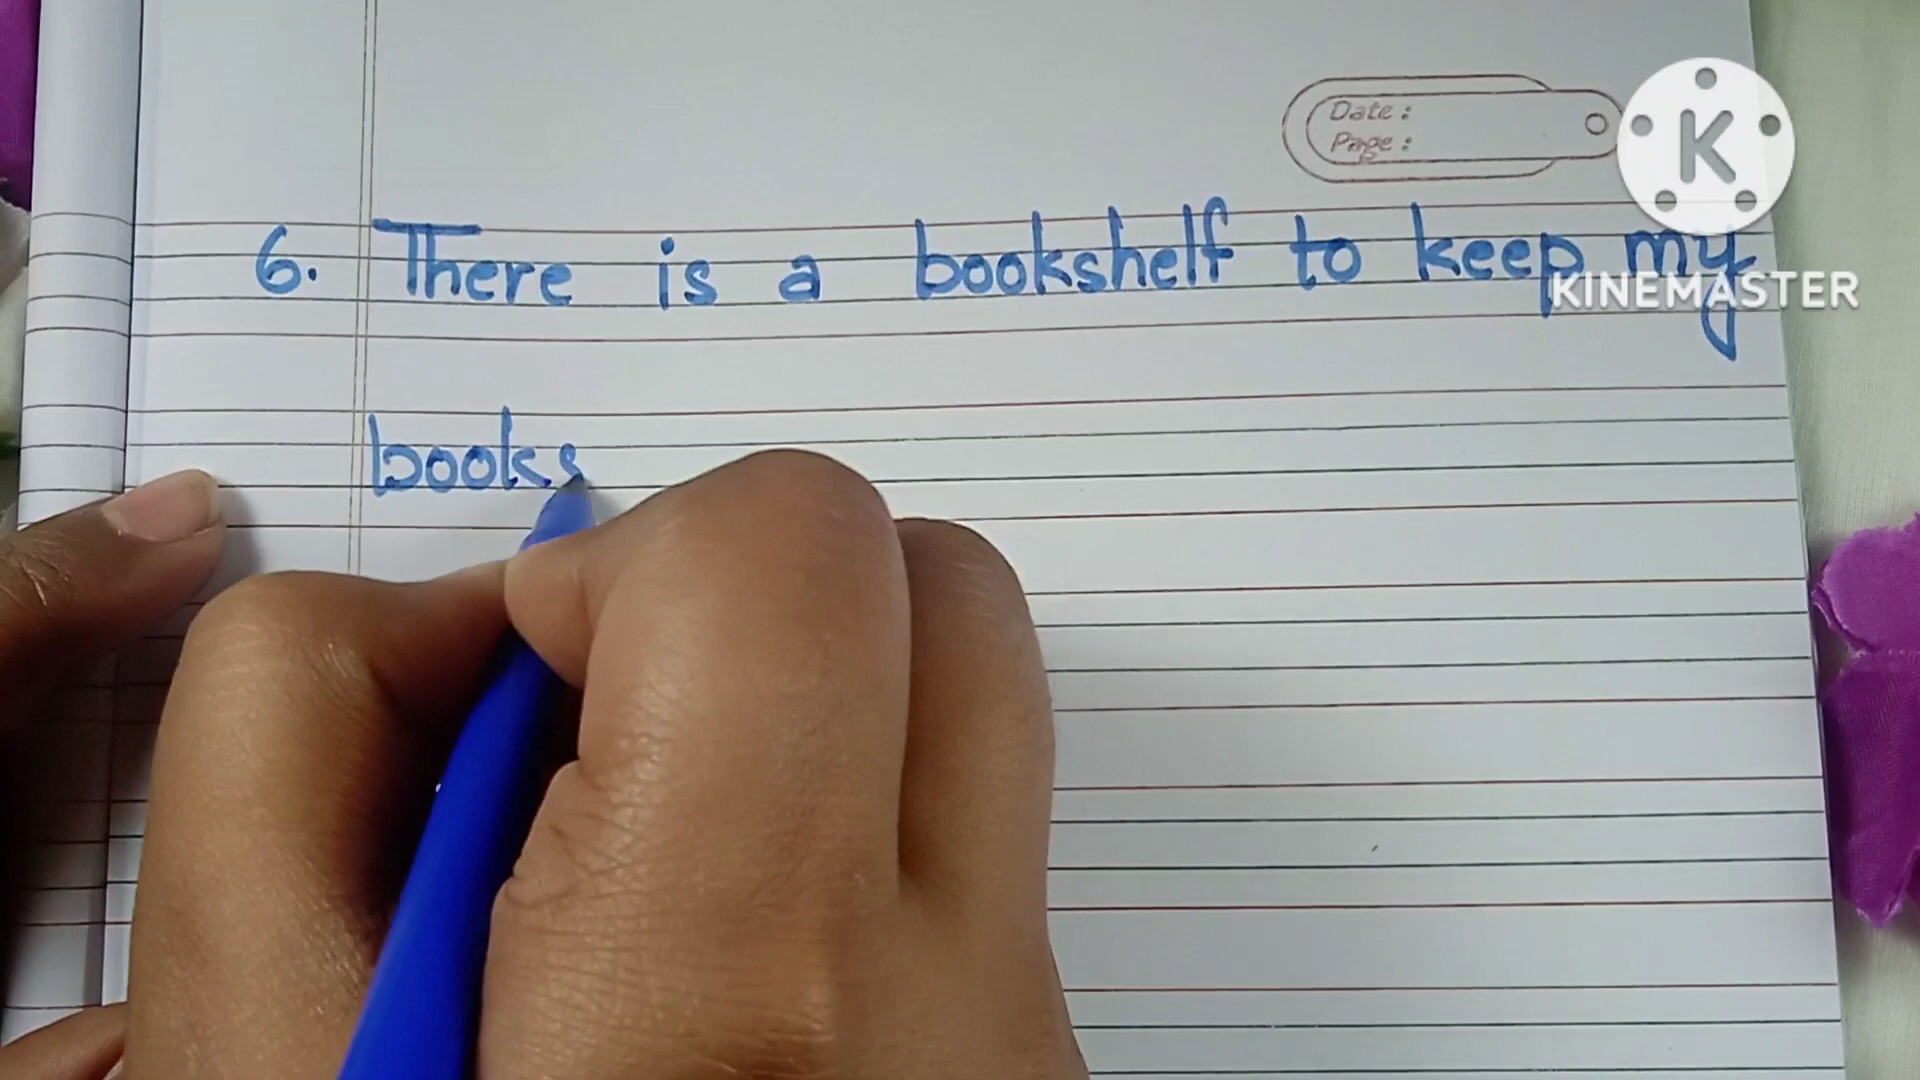 Date :
Page :
K
6. There is a bookshelf to keep my
KINEMASTER
books